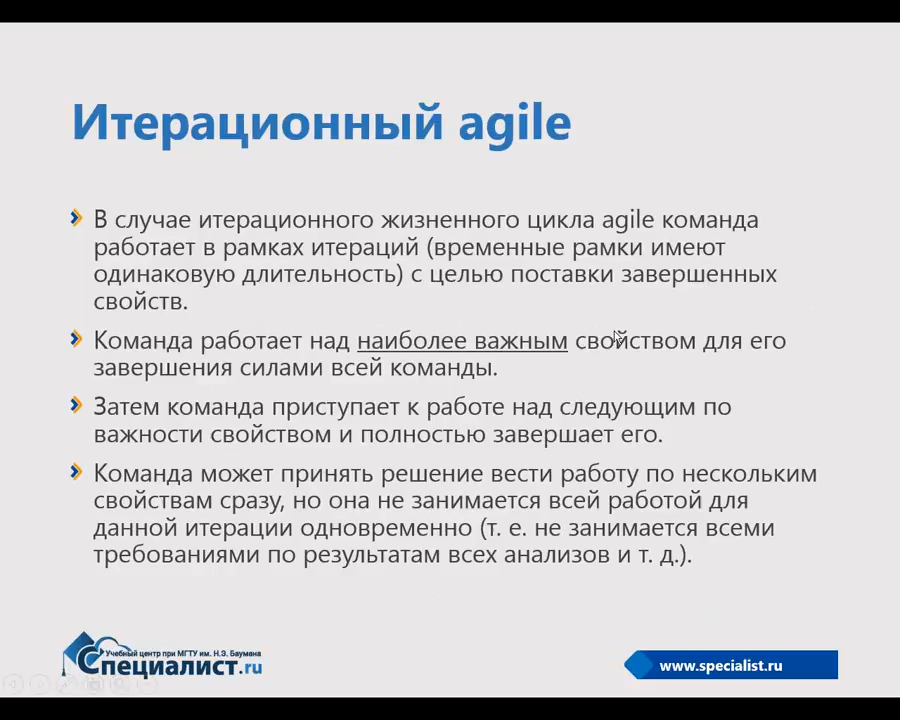 Итерационный agile
В случае итерационного жизненного цикла agile команда
работает в рамках итераций (временные рамки имеют
одинаковую длительность) с целью поставки завершенных
свойств.
Команда работает над наиболее важным свойством для его
завершения силами всей команды.
Затем команда приступает к работе над следующим по
важности свойством и полностью завершает его.
Команда может принять решение вести работу по нескольким
свойствам сразу, но она не занимается всей работой для
данной итерации одновременно (т. е. не занимается всеми
требованиями по результатам всех анализов и т. д.).
Учебный центр при МГТУ им. Н.Э. Баумана
Специалист.ru
www.specialist.ru